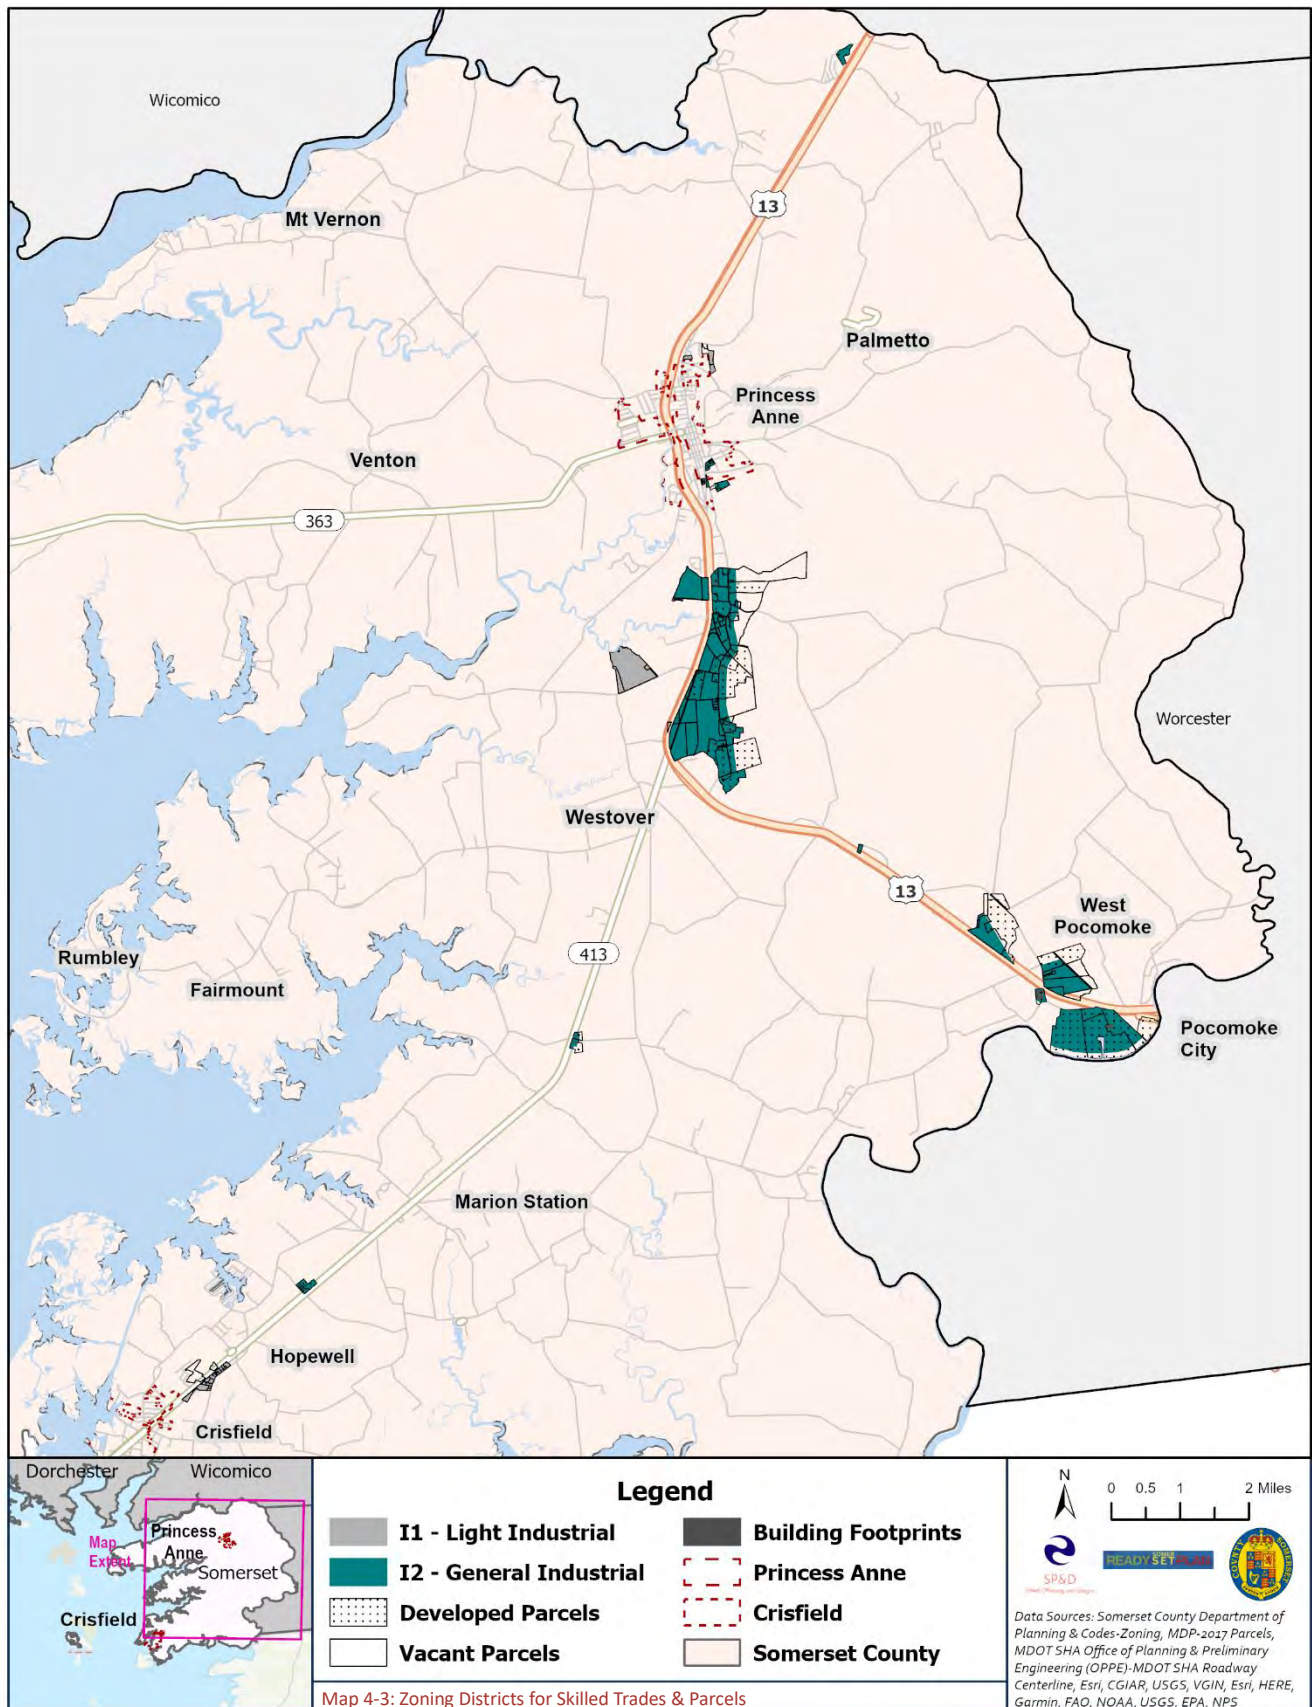 Wicomico
Mt Vernon
13
Palmetto
Princess
Anne
Venton
363
Worcester
Westover
13
West
Pocomoke
Rumbley
Fairmount
413
Pocomoke
City
Marion Station
Hopewell
Crisfield
Dorchester
Wicomico
Princess
Anne
Map
Extent
Somerset
Crisfield
Legend
I1 - Light Industrial
I2 - General Industrial
Developed Parcels
Vacant Parcels
Building Footprints
Princess Anne
Crisfield
Somerset County
Map 4-3: Zoning Districts for Skilled Trades & Parcels
N
0 0.5 1 2 Miles
SP&D
READY SET
COUNTY SOMERSET
Data Sources: Somerset County Department of
Planning & Codes-Zoning, MDP-2017 Parcels,
MDOT SHA Office of Planning & Preliminary
Engineering (OPPE)-MDOT SHA Roadway
Centerline, Esri, CGIAR, USGS, VGIN, Esri, HERE,
Garmin, FAO, NOAA, USGS, EPA, NPS